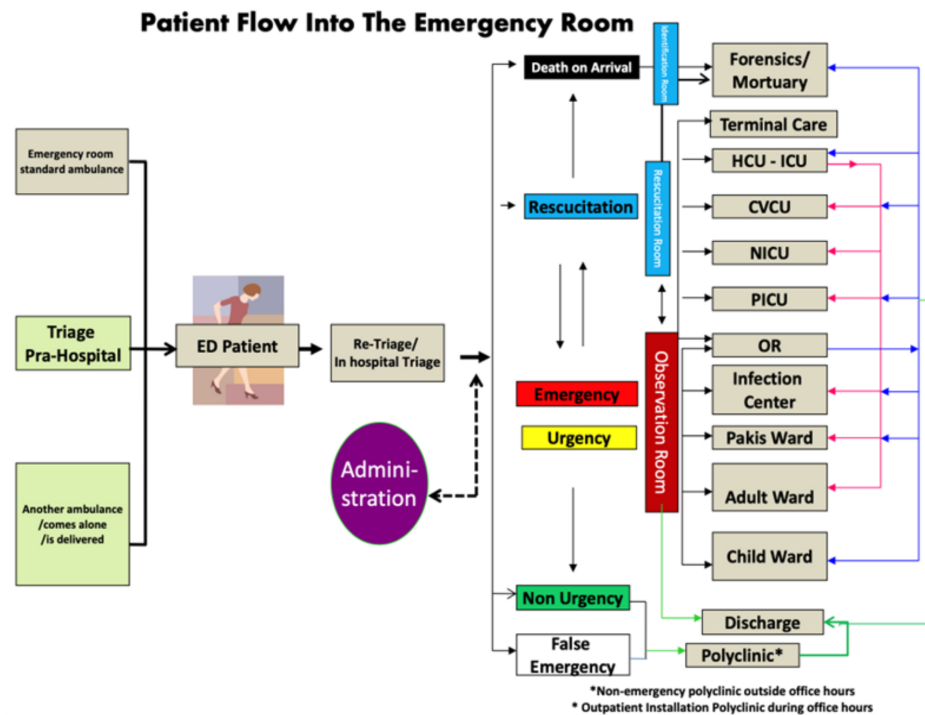 Patient Flow Into The Emergency Room
Emergency room
standard ambulance
Triage
Pra-Hospital
Another ambulance
/comes alone
/is delivered
ED Patient
Re-Triage/
In hospital Triage
Admini-
stration
Death on Arrival
Rescucitation
Emergency
Urgency
Non Urgency
False
Emergency
Identification Room
Rescucitation Room
Observation Room
Forensics/
Mortuary
Terminal Care
HCU - ICU
CVCU
NICU
PICU
OR
Infection
Center
Pakis Ward
Adult Ward
Child Ward
Discharge
Polyclinic*
*Non-emergency polyclinic outside office hours
* Outpatient Installation Polyclinic during office hours